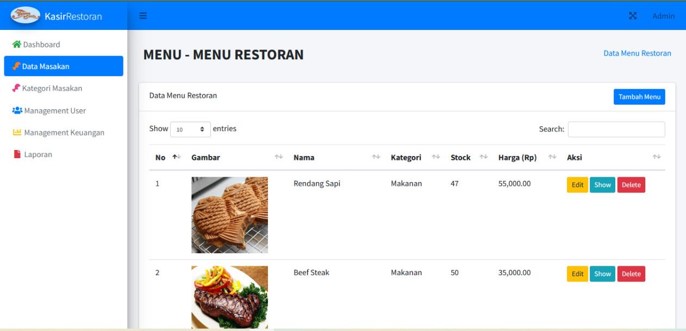 KasirRestoran
Admin
Dashboard
Data Masakan
Kategori Masakan
Management User
Management Keuangan
Laporan
MENU - MENU RESTORAN
Data Menu Restoran
Data Menu Restoran
Tambah Menu
Show 10 entries
Search:
No Gambar Nama Kategori Stock Harga (Rp) Aksi
1 Rendang Sapi Makanan 47 55,000.00 Edit Show Delete
2 Beef Steak Makanan 50 35,000.00 Edit Show Delete